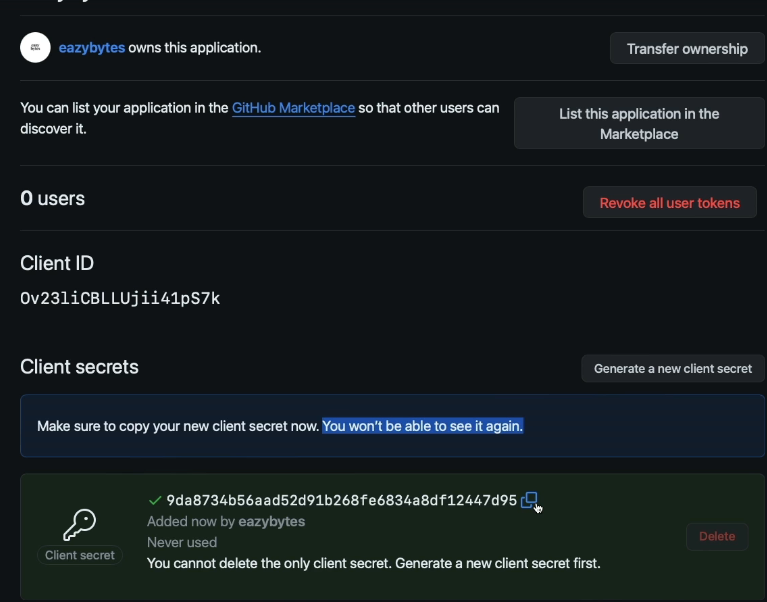 eazybytes owns this application.
Transfer ownership
You can list your application in the GitHub Marketplace so that other users can
discover it.
List this application in the
Marketplace
0 users
Revoke all user tokens
Client ID
Ov23liCBLLUjii41pS7k
Client secrets
Generate a new client secret
Make sure to copy your new client secret now. You won't be able to see it again.
9da8734b56aad52d91b268fe6834a8df12447d95
Added now by eazybytes
Never used
Client secret
You cannot delete the only client secret. Generate a new client secret first.
Delete